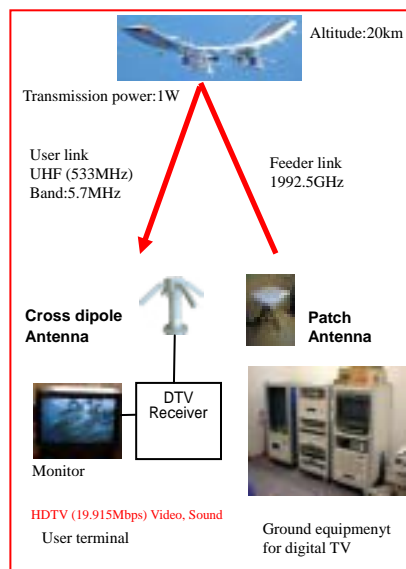 Altitude:20km
Transmission power:1W
User link
UHF (533MHz)
Band:5.7MHz
Feeder link
1992.5GHz
Cross dipole
Antenna
Patch
Antenna
DTV
Receiver
Monitor
HDTV (19.915Mbps) Video, Sound
User terminal
Ground equipmenyt
for digital TV